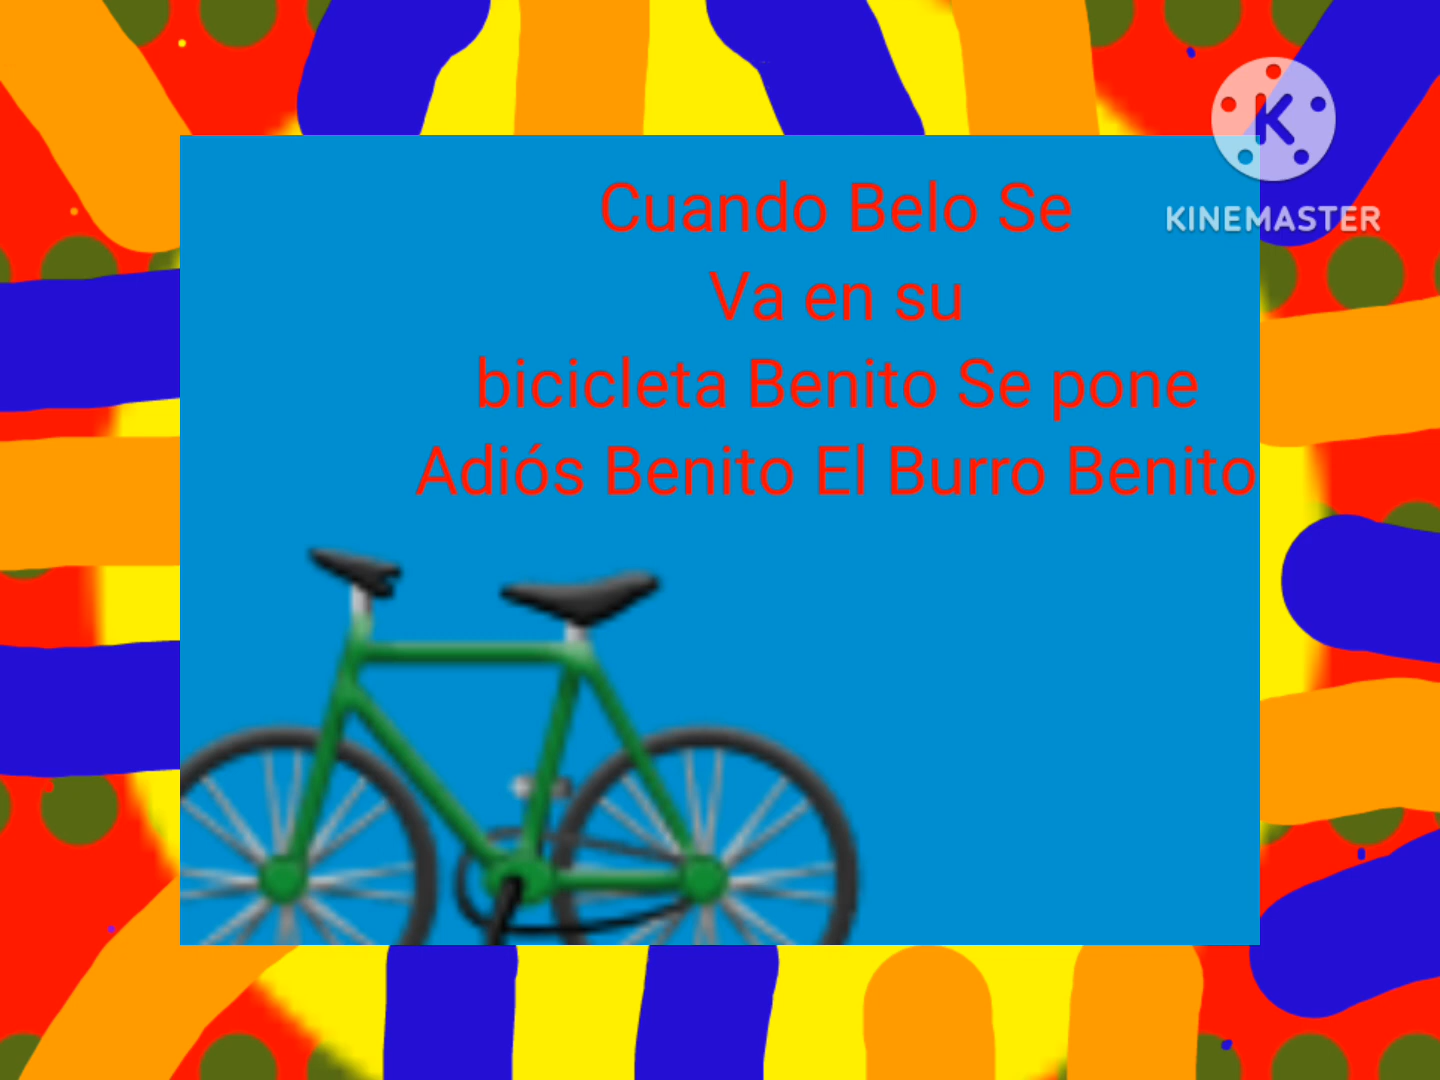 Cuando Belo Se
Va en su
bicicleta Benito Se pone
Adiós Benito El Burro Benito
K
KINEMASTER